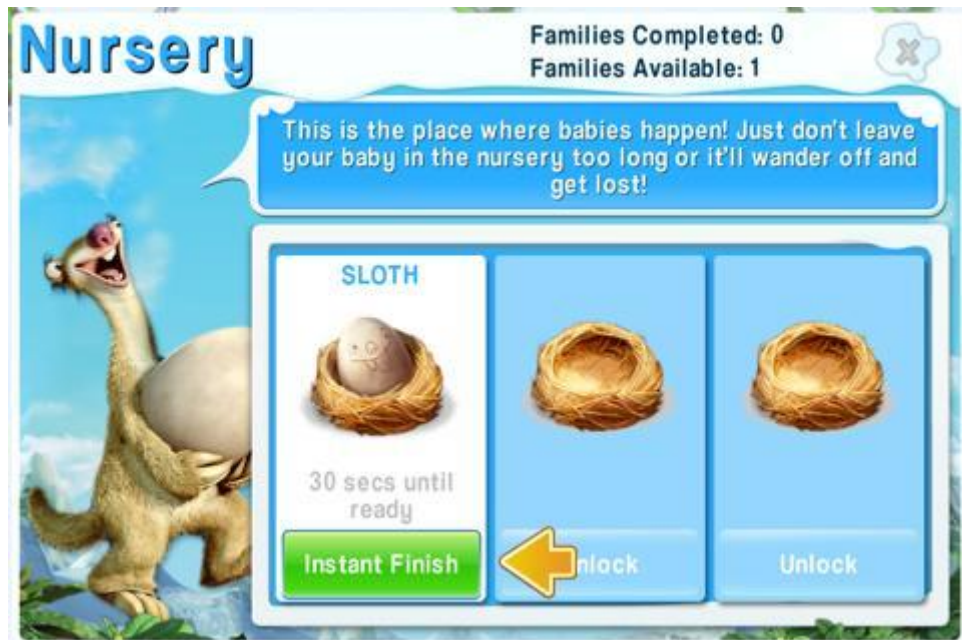 Nursery
Families Completed: 0
Families Available: 1
This is the place where babies happen! Just don't leave
your baby in the nursery too long or it'll wander off and
get lost!
SLOTH
30 secs until
ready
Instant Finish
nlock
Unlock